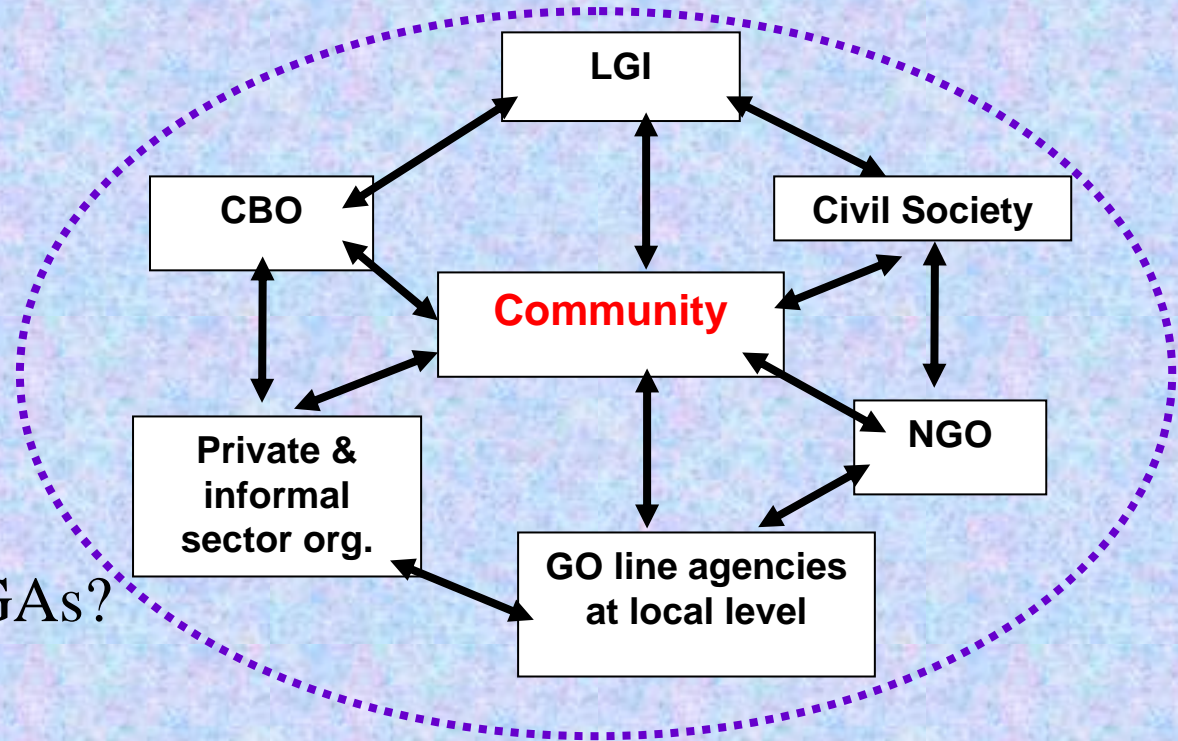 LGI
CBO
Civil Society
Community
Private &
informal
sector org.
NGO
GO line agencies
at local level
GAs?